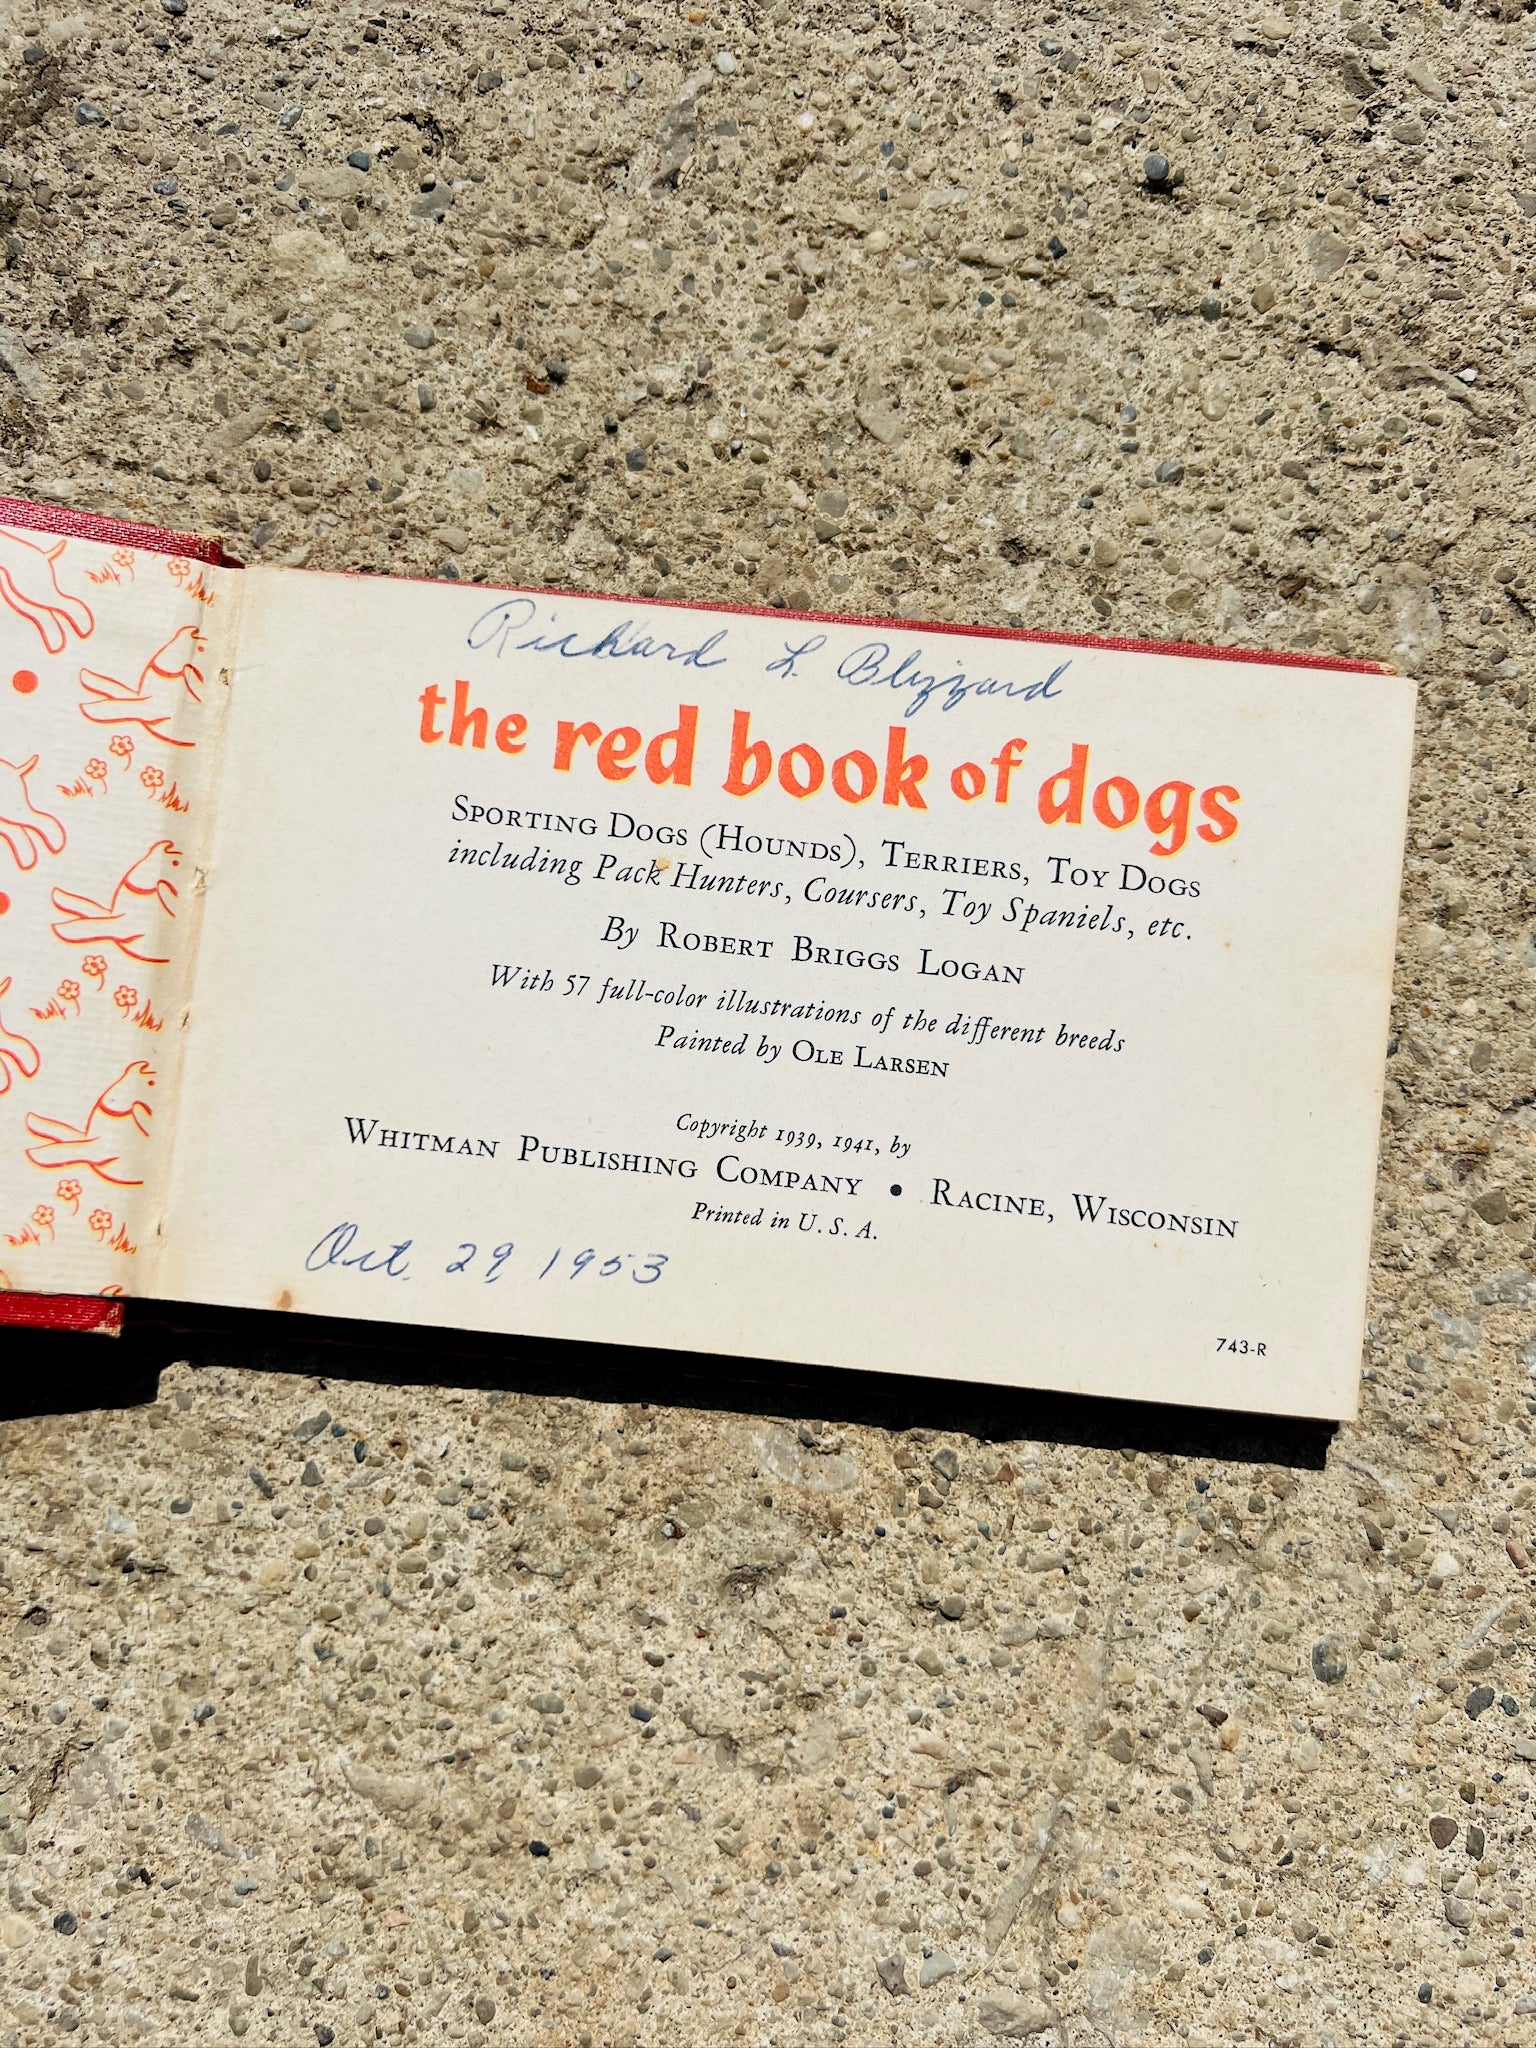 Richard L. Blizzard
the red book of dogs
Sporting Dogs (Hounds), Terriers, Toy Dogs
including Pack Hunters, Coursers, Toy Spaniels, etc.
By Robert Briggs Logan
With 57 full-color illustrations of the different breeds
Painted by Ole Larsen
Copyright 1939, 1941, by
Whitman Publishing Company • Racine, Wisconsin
Printed in U. S. A.
Oct. 29, 1953
743-R